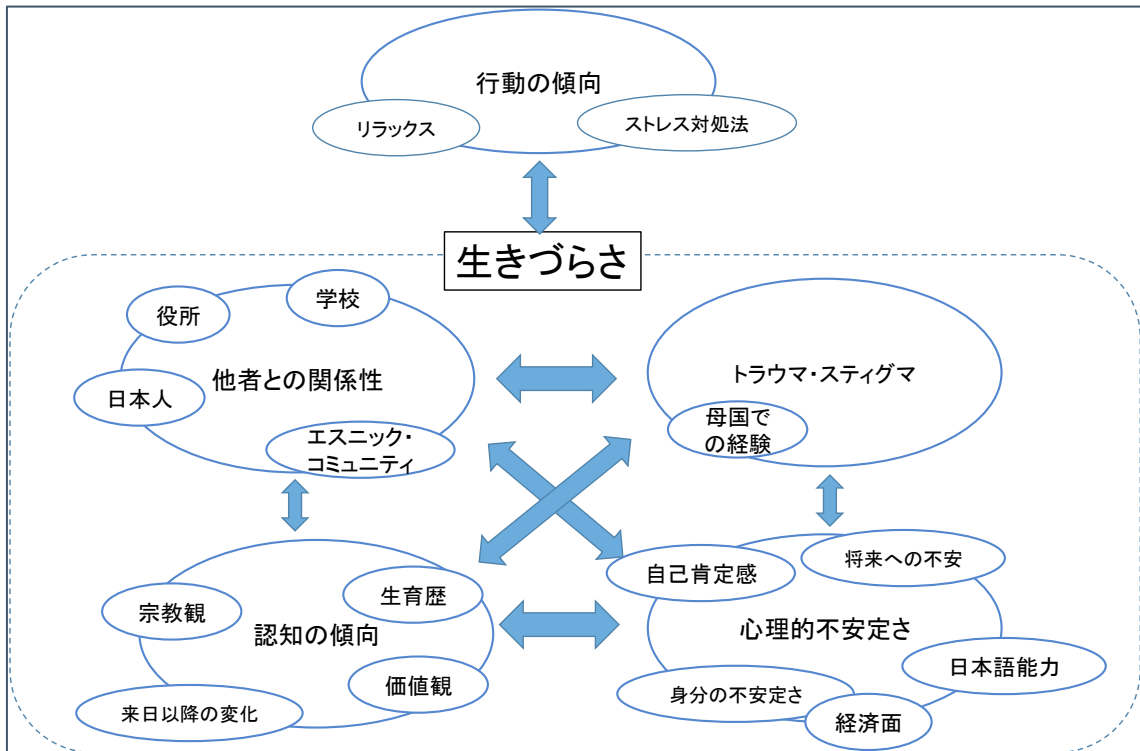 行動の傾向
リラックス
ストレス対処法
生きづらさ
役所
学校
他者との関係性
日本人
エスニック・
コミュニティ
トラウマ・スティグマ
母国で
の経験
宗教観
生育歴
認知の傾向
価値観
来日以降の変化
自己肯定感
将来への不安
心理的不安定さ
日本語能力
身分の不安定さ
経済面